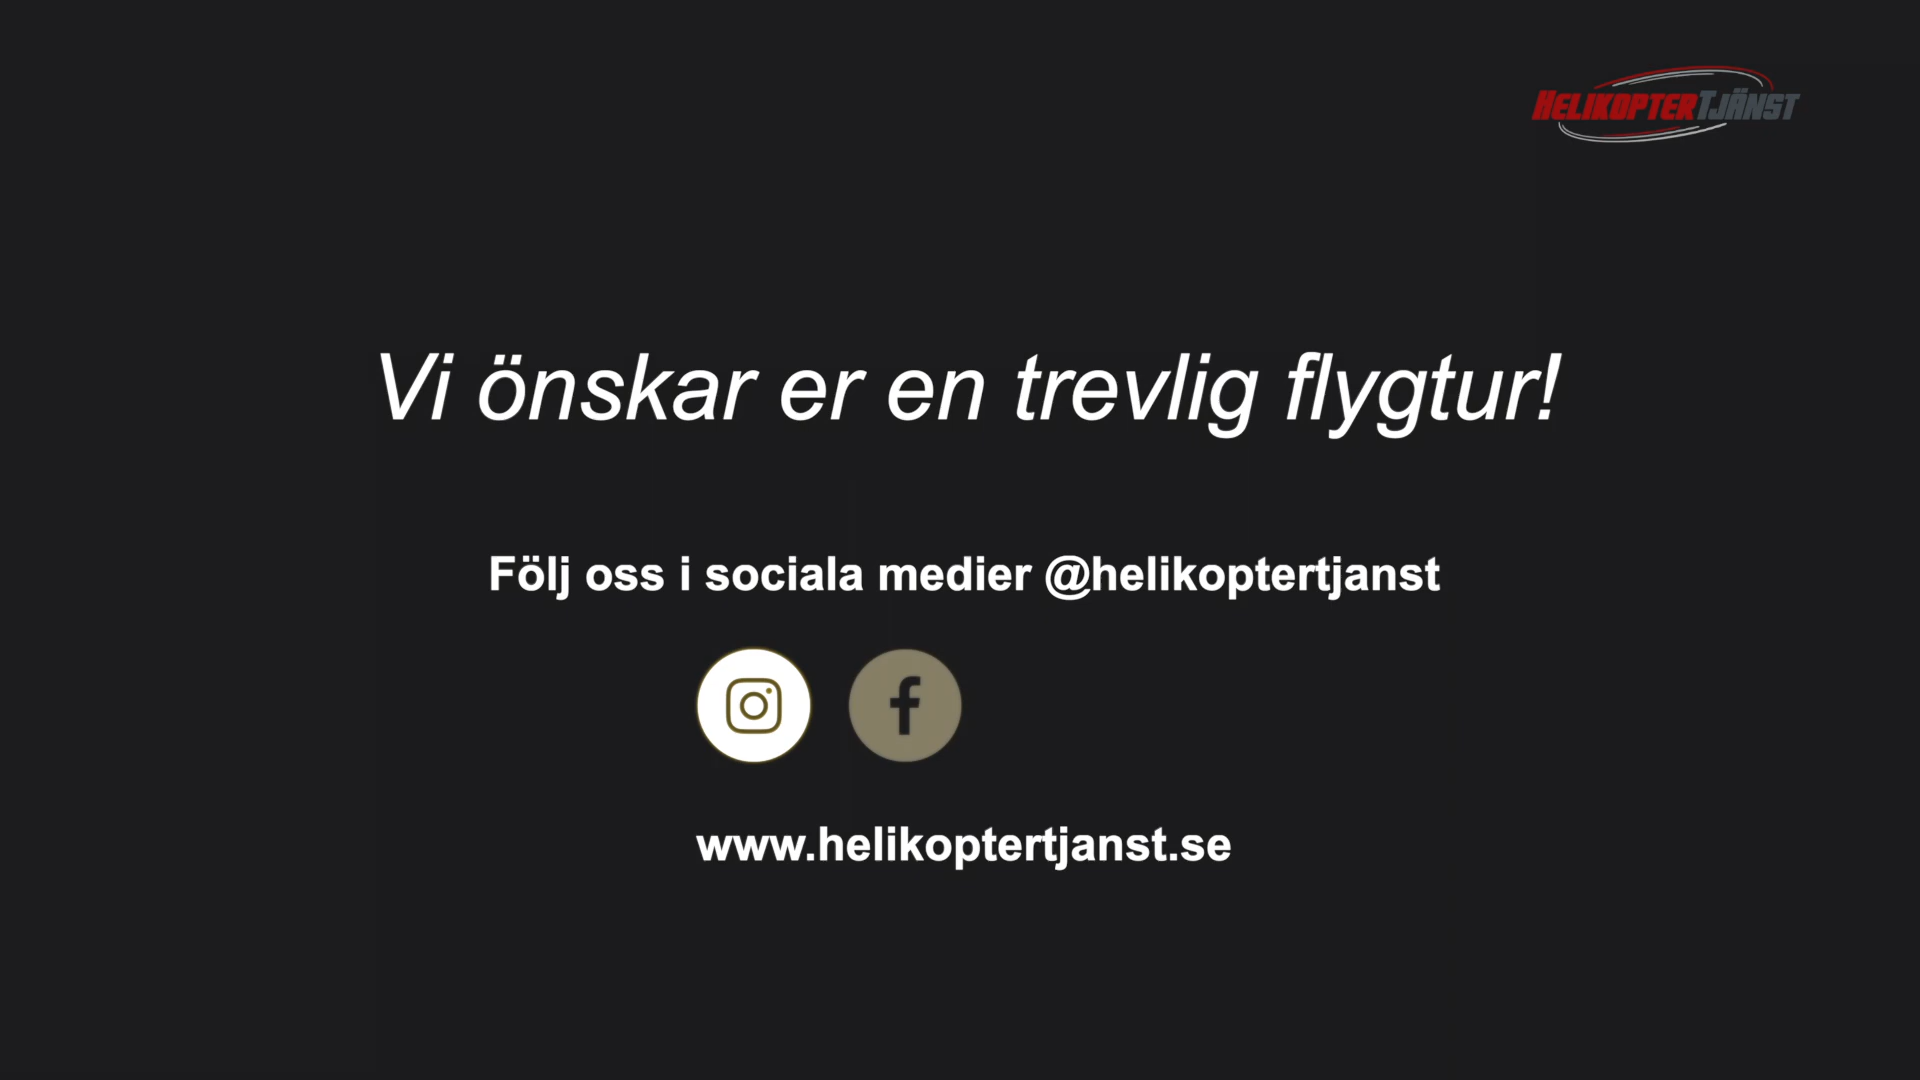 HELIKOPTERTJÄNST
Vi önskar er en trevlig flygtur!
Följ oss i sociala medier @helikoptertjanst
www.helikoptertjanst.se